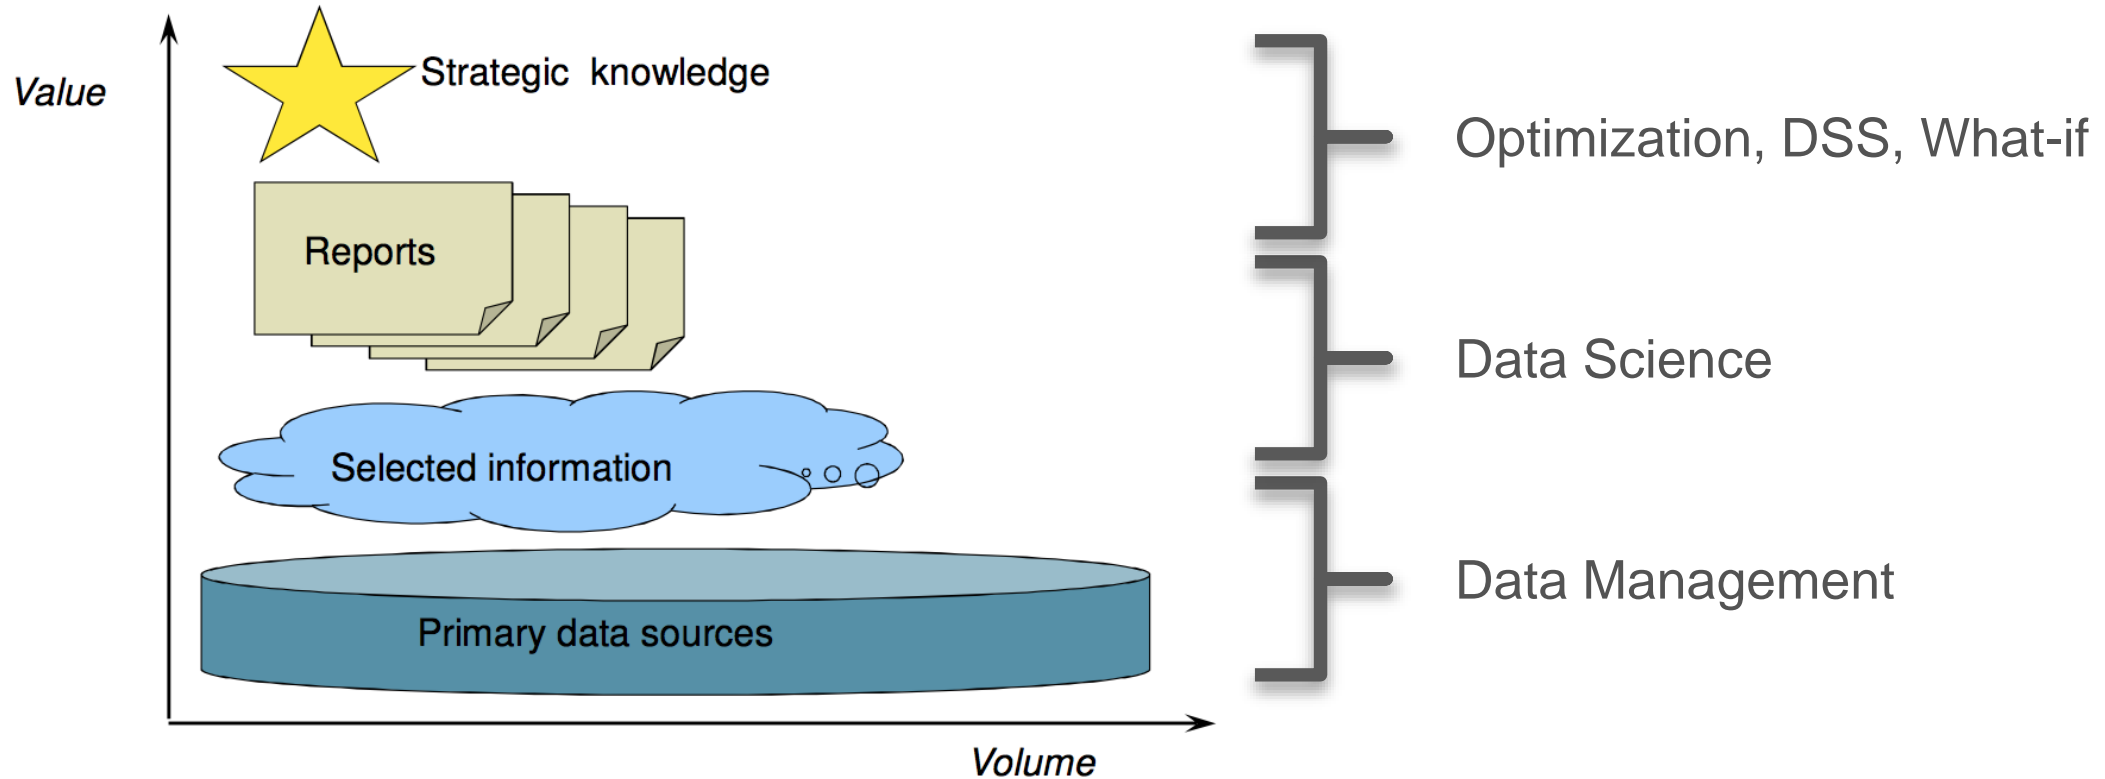 Value
Strategic knowledge
Reports
Selected information
Primary data sources
Volume
Optimization, DSS, What-if
Data Science
Data Management